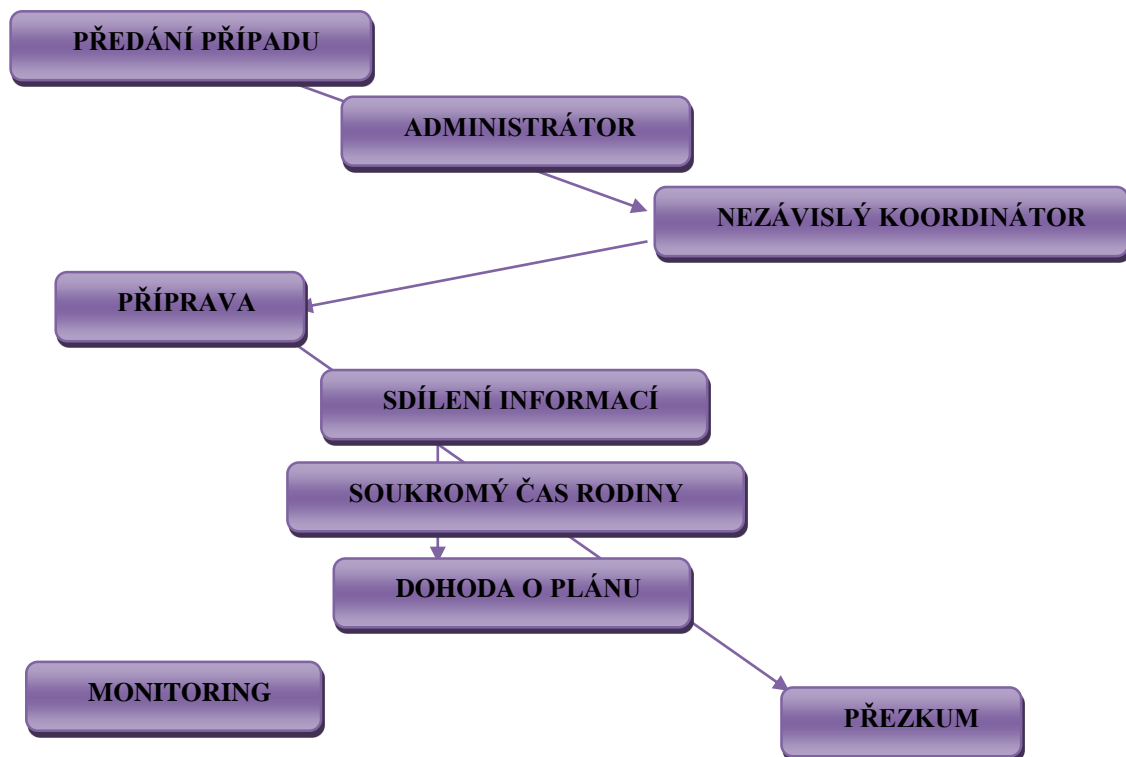 PŘEDÁNÍ PŘÍPADU
ADMINISTRÁTOR
NEZÁVISLÝ KOORDINÁTOR
PŘÍPRAVA
SDÍLENÍ INFORMACÍ
SOUKROMÝ ČAS RODINY
DOHODA O PLÁNU
MONITORING
PŘEZKUM